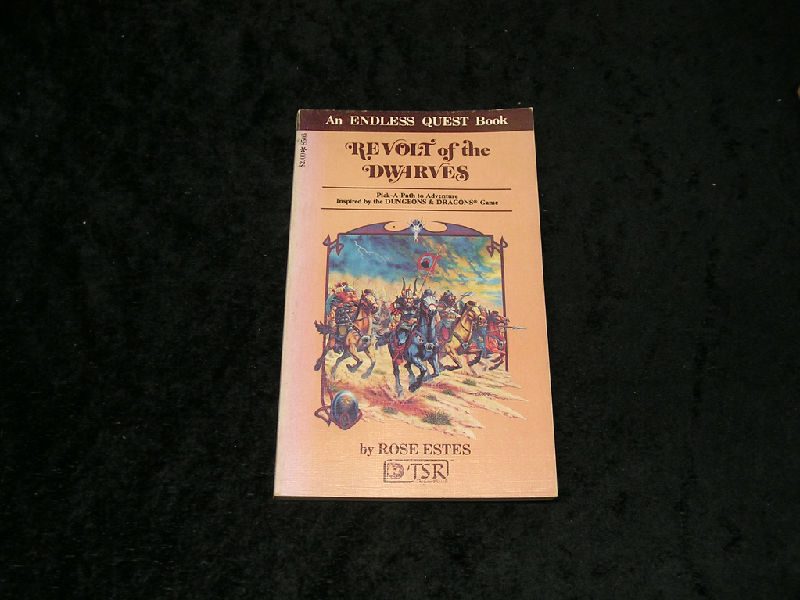 An ENDLESS QUEST Book
REVOLT of the
DWARVES
Pick-A-Path to Adventure
Inspired by the DUNGEONS & DRAGONS® Game
by ROSE ESTES
TSR